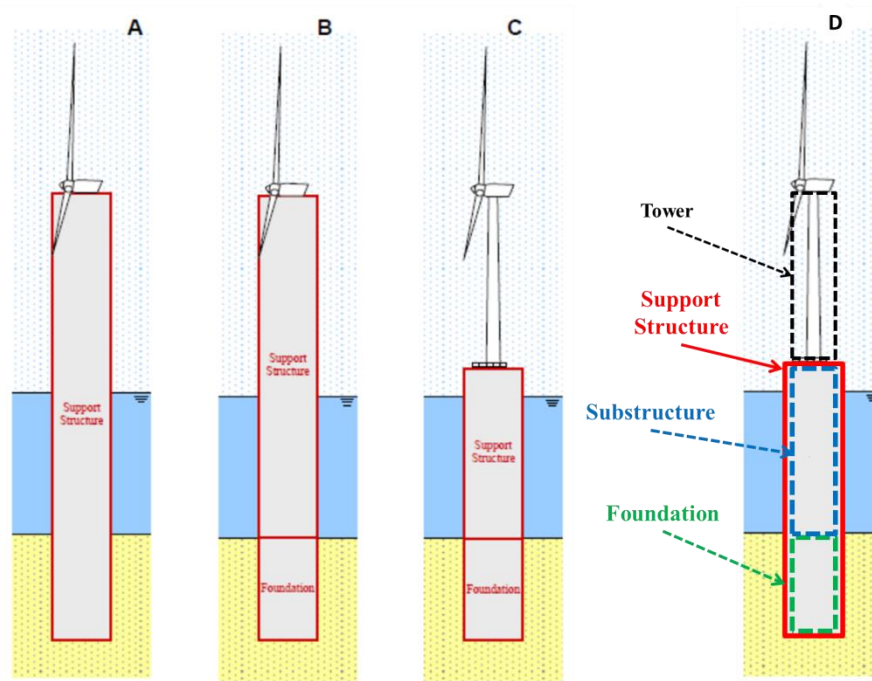 A
B
C
D
Tower
Support
Structure
Substructure
Foundation
Support
Structure
Support
Structure
Support
Structure
Foundation
Foundation